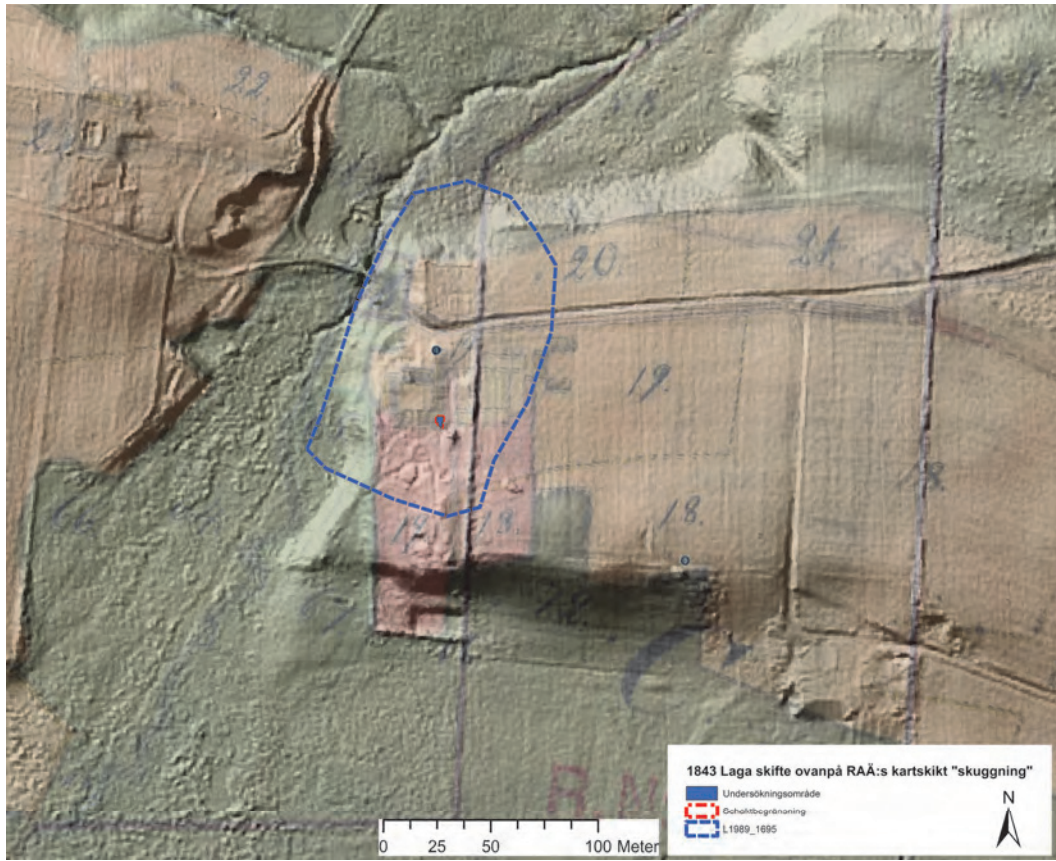 22.
20.
21.
19.
18.
18.
18.
R. M
1843 Laga skifte ovanpå RAÄ:s kartskikt "skuggning"
Undersökningsområde
Schaktbegränsning
L1989_1695
N
0 25 50 100 Meter